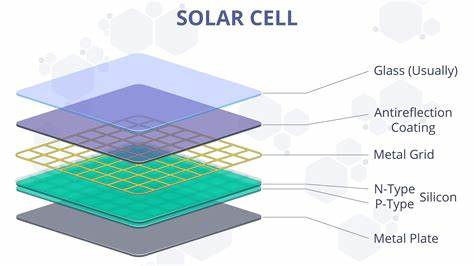 SOLAR CELL
Glass (Usually)
Antireflection
Coating
Metal Grid
N-Type
P-Type
Silicon
Metal Plate